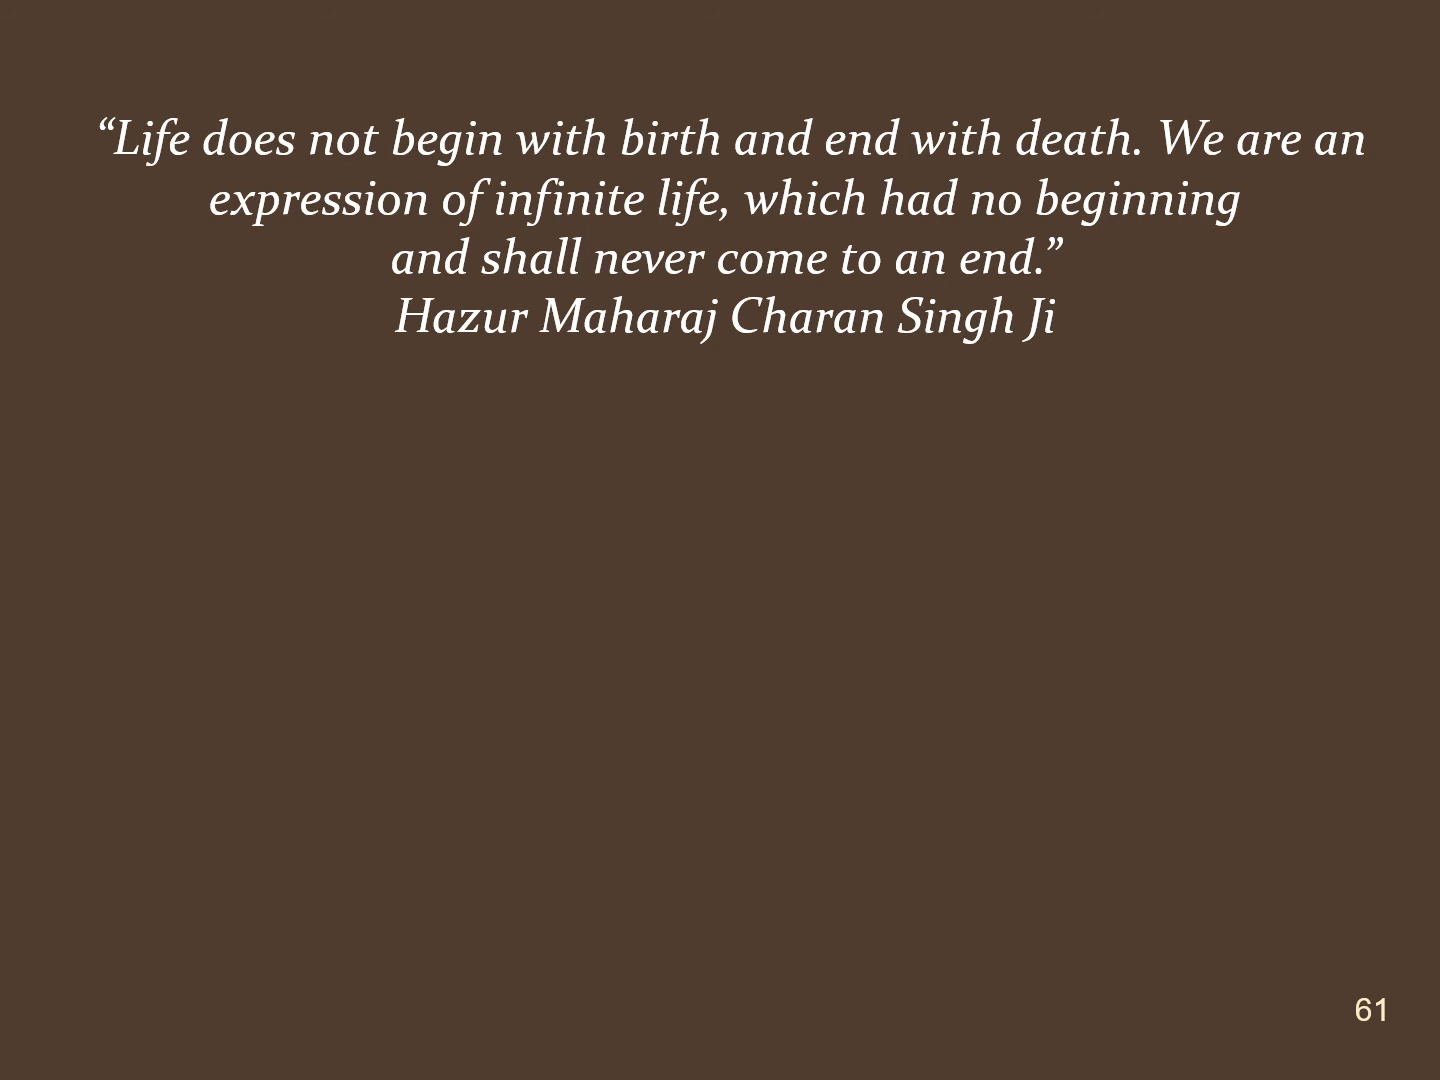 “Life does not begin with birth and end with death. We are an
expression of infinite life, which had no beginning
and shall never come to an end.”
Hazur Maharaj Charan Singh Ji
61